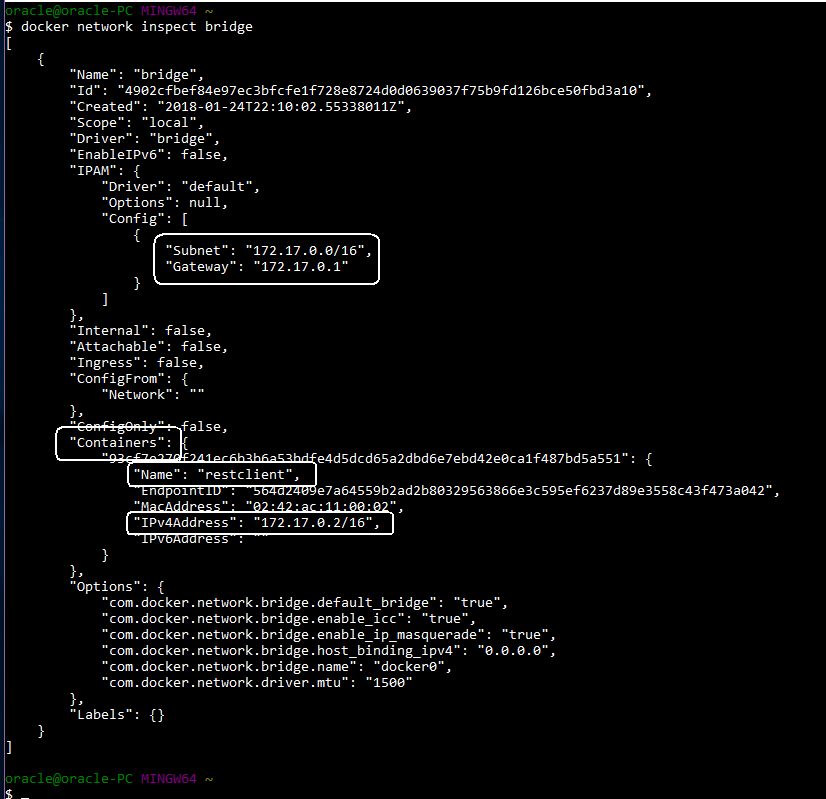 oracle@oracle-PC MINGW64 ~
$ docker network inspect bridge
[
    {
        "Name": "bridge",
        "Id": "4902cfbef84e97ec3bfcfe1f728e8724d0d0639037f75b9fd126bce50fbd3a10",
        "Created": "2018-01-24T22:10:02.55338011Z",
        "Scope": "local",
        "Driver": "bridge",
        "EnableIPv6": false,
        "IPAM": {
            "Driver": "default",
            "Options": null,
            "Config": [
                {
                    "Subnet": "172.17.0.0/16",
                    "Gateway": "172.17.0.1"
                }
            ]
        },
        "Internal": false,
        "Attachable": false,
        "Ingress": false,
        "ConfigFrom": {
            "Network": ""
        },
        "ConfigOnly": false,
        "Containers": {
            "93cf7e270f241ec6b3b6a53bdfe4d5dcd65a2dbd6e7ebd42e0ca1f487bd5a551": {
                "Name": "restclient",
                "EndpointID": "564d2409e7a64559b2ad2b80329563866e3c595ef6237d89e3558c43f473a042",
                "MacAddress": "02:42:ac:11:00:02",
                "IPv4Address": "172.17.0.2/16",
                "IPv6Address": ""
            }
        },
        "Options": {
            "com.docker.network.bridge.default_bridge": "true",
            "com.docker.network.bridge.enable_icc": "true",
            "com.docker.network.bridge.enable_ip_masquerade": "true",
            "com.docker.network.bridge.host_binding_ipv4": "0.0.0.0",
            "com.docker.network.bridge.name": "docker0",
            "com.docker.network.driver.mtu": "1500"
        },
        "Labels": {}
    }
]
oracle@oracle-PC MINGW64 ~
$ _